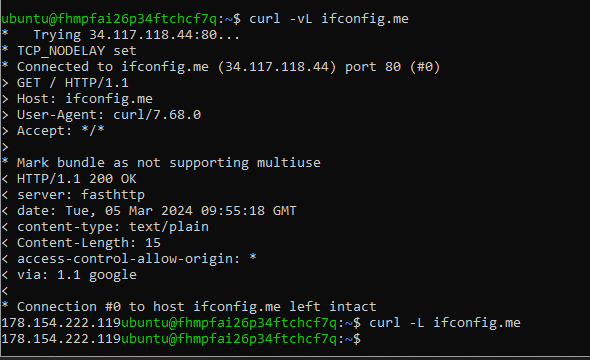 ubuntu@fhmpfai26p34ftchcf7q:~$ curl -vL ifconfig.me
*   Trying 34.117.118.44:80...
* TCP_NODELAY set
* Connected to ifconfig.me (34.117.118.44) port 80 (#0)
> GET / HTTP/1.1
> Host: ifconfig.me
> User-Agent: curl/7.68.0
> Accept: */*
>
* Mark bundle as not supporting multiuse
< HTTP/1.1 200 OK
< server: fasthttp
< date: Tue, 05 Mar 2024 09:55:18 GMT
< content-type: text/plain
< Content-Length: 15
< access-control-allow-origin: *
< via: 1.1 google
<
* Connection #0 to host ifconfig.me left intact
178.154.222.119ubuntu@fhmpfai26p34ftchcf7q:~$ curl -L ifconfig.me
178.154.222.119ubuntu@fhmpfai26p34ftchcf7q:~$